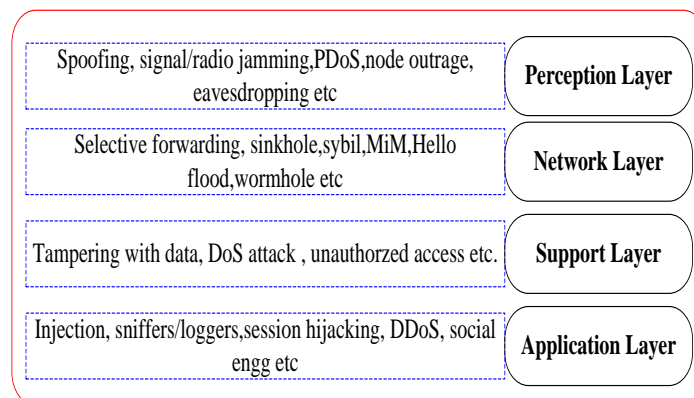 Spoofing, signal/radio jamming,PDoS,node outrage,
eavesdropping etc
Perception Layer
Selective forwarding, sinkhole,sybil,MiM,Hello
flood,wormhole etc
Network Layer
Tampering with data, DoS attack , unauthorzed access etc.
Support Layer
Injection, sniffers/loggers,session hijacking, DDoS, social
engg etc
Application Layer